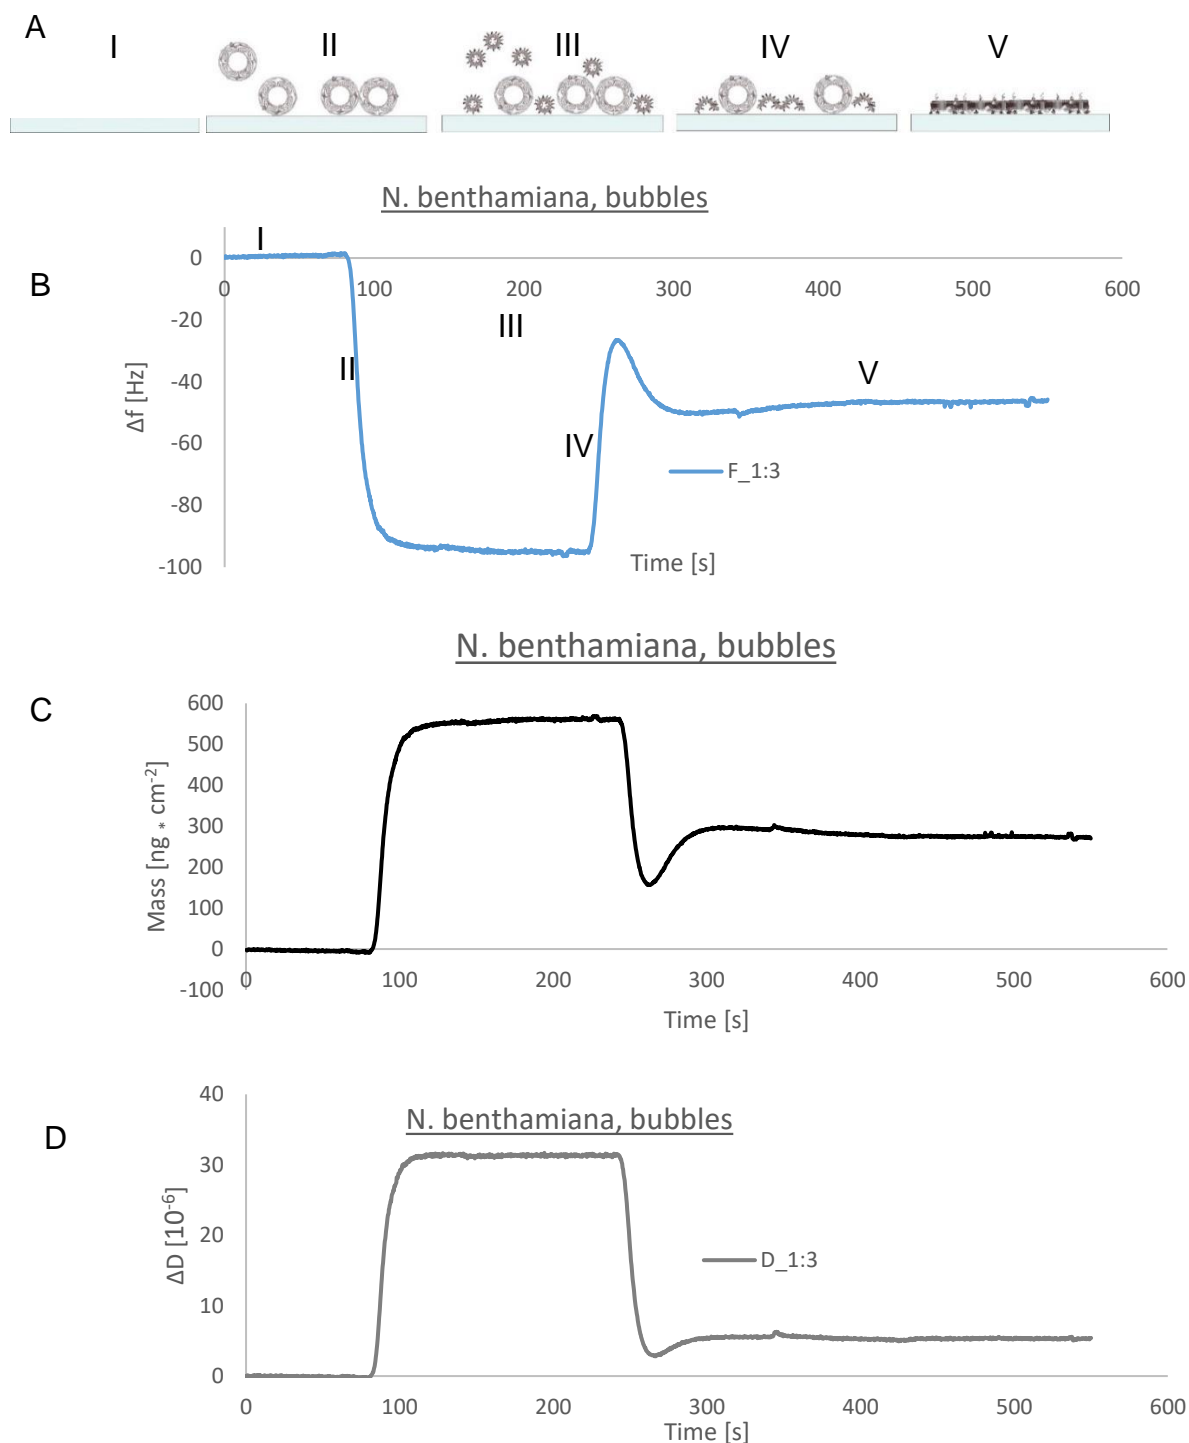 A
I
II
III
IV
V
N. benthamiana, bubbles
B
I
0
0
100
200
300
400
500
600
-20
III
II
V
Δf [Hz]
-40
IV
-60
F_1:3
-80
-100
Time [s]
N. benthamiana, bubbles
C
600
500
400
300
200
100
0
-100
Mass [ng * cm-2]
0
100
200
300
400
500
600
Time [s]
D
N. benthamiana, bubbles
40
30
20
10
0
ΔD [10-6]
D_1:3
0
100
200
300
400
500
600
Time [s]